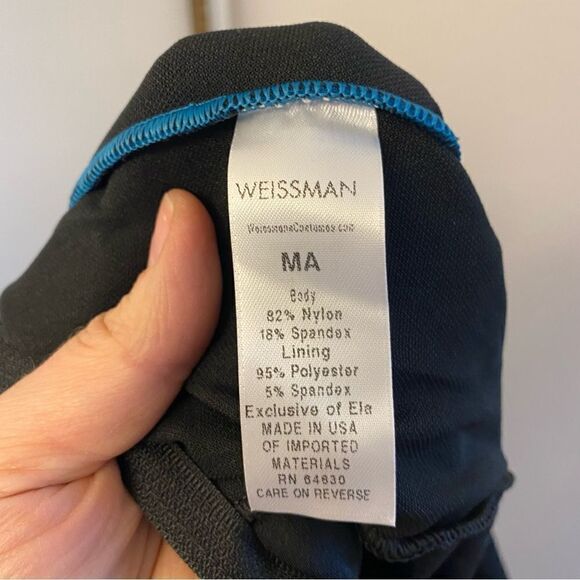 WEISSMAN
WeissmansCostumes.com
MA
Body
82% Nylon
18% Spandex
Lining
95% Polyester
5% Spandex
Exclusive of Ela
MADE IN USA
OF IMPORTED
MATERIALS
RN 64630
CARE ON REVERSE